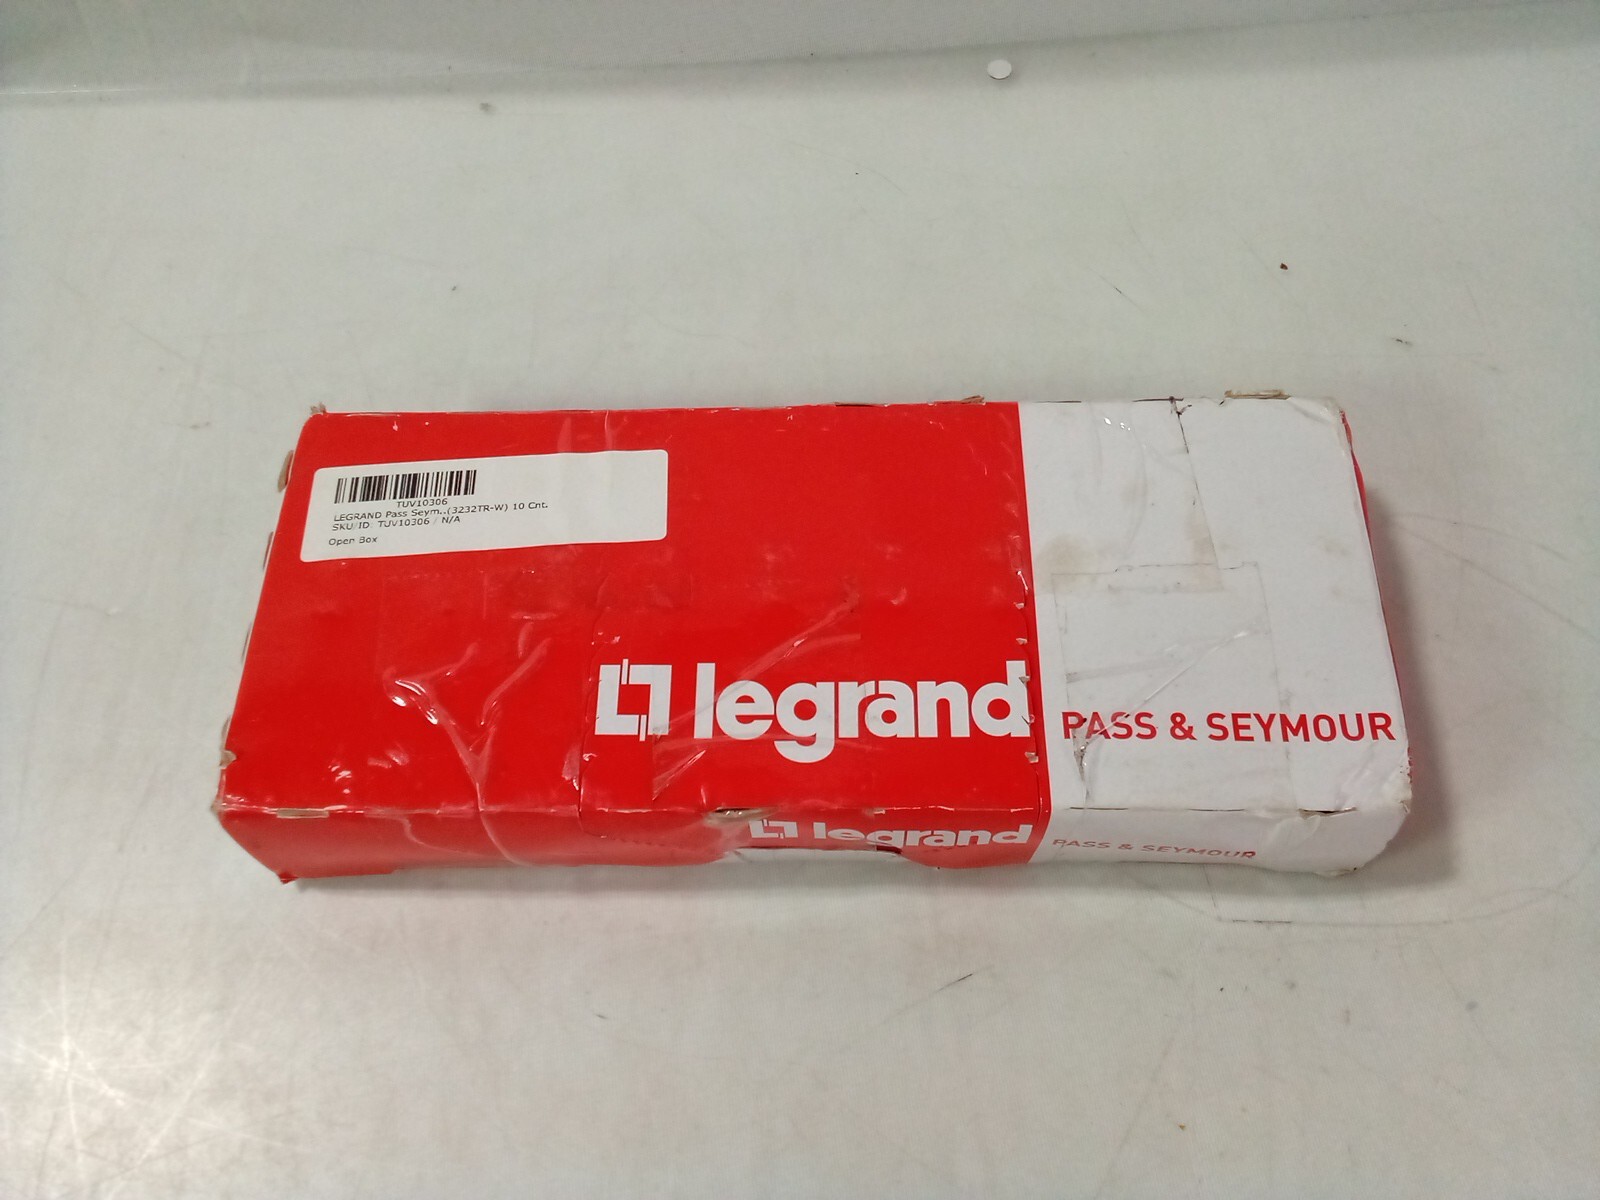 TUV10306
LEGRAND Pass Seym..(3232TR-W) 10 Cnt.
SKU/ID: TUV10306 / N/A
Open Box
legrand
PASS & SEYMOUR
legrand
PASS & SEYMOUR